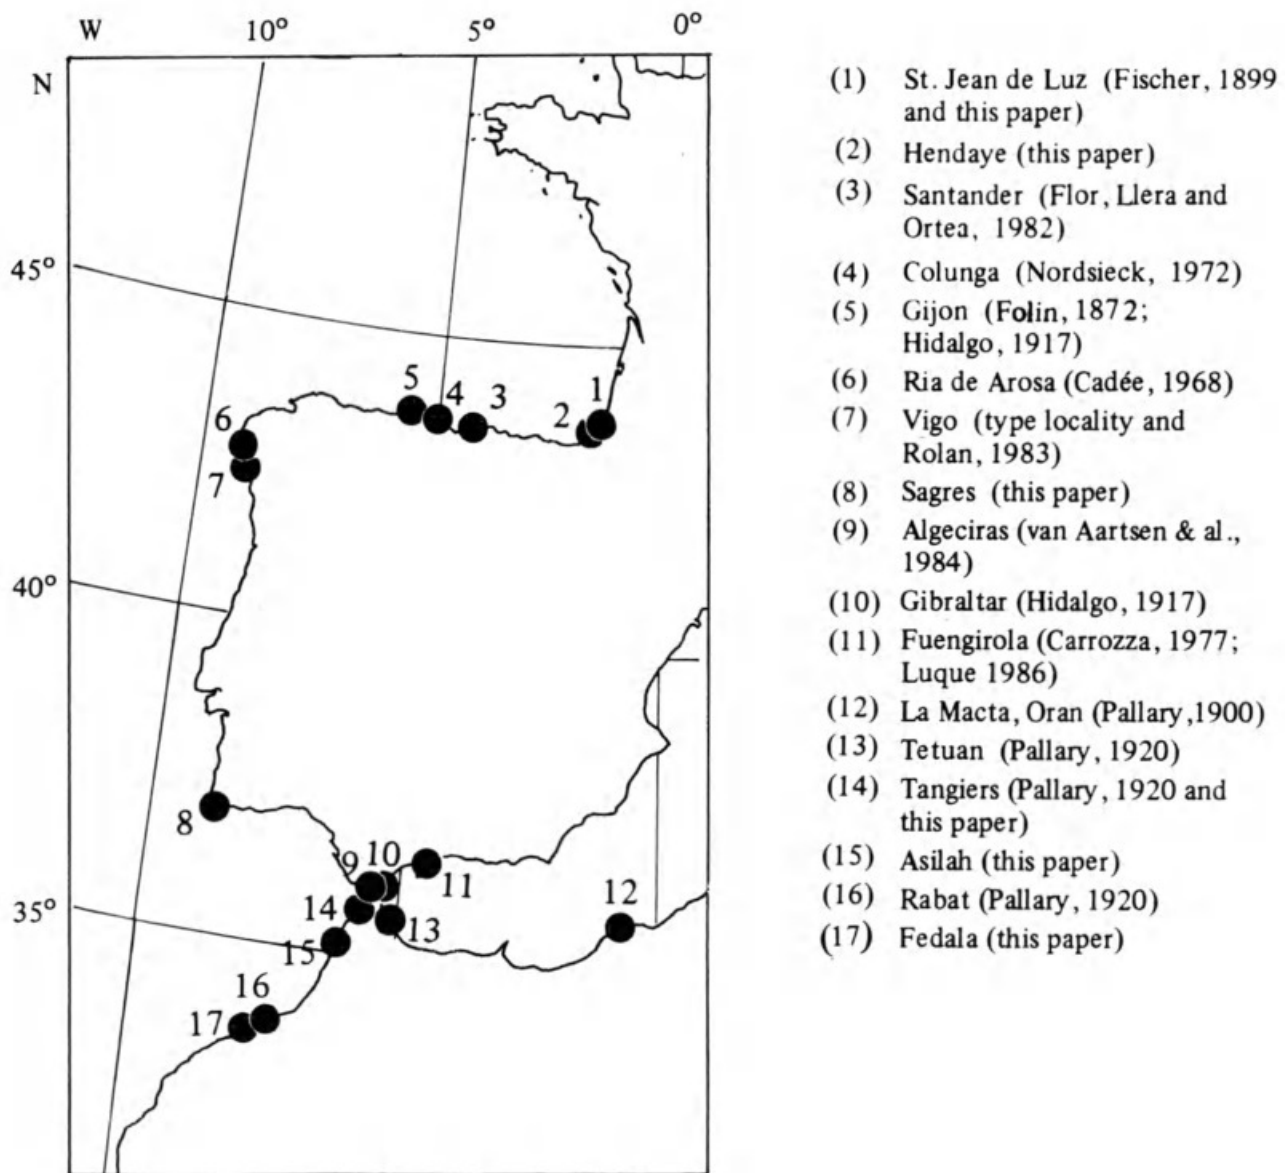 W 10° 5° 0°
N
45°
40°
35°
1
2
3
4
5
6
7
8
9
10
11
12
13
14
15
16
17
(1) St. Jean de Luz (Fischer, 1899
and this paper)
(2) Hendaye (this paper)
(3) Santander (Flor, Llera and
Ortea, 1982)
(4) Colunga (Nordsieck, 1972)
(5) Gijon (Folin, 1872;
Hidalgo, 1917)
(6) Ria de Arosa (Cadée, 1968)
(7) Vigo (type locality and
Rolan, 1983)
(8) Sagres (this paper)
(9) Algeciras (van Aartsen & al.,
1984)
(10) Gibraltar (Hidalgo, 1917)
(11) Fuengirola (Carrozza, 1977;
Luque 1986)
(12) La Macta, Oran (Pallary,1900)
(13) Tetuan (Pallary, 1920)
(14) Tangiers (Pallary, 1920 and
this paper)
(15) Asilah (this paper)
(16) Rabat (Pallary, 1920)
(17) Fedala (this paper)